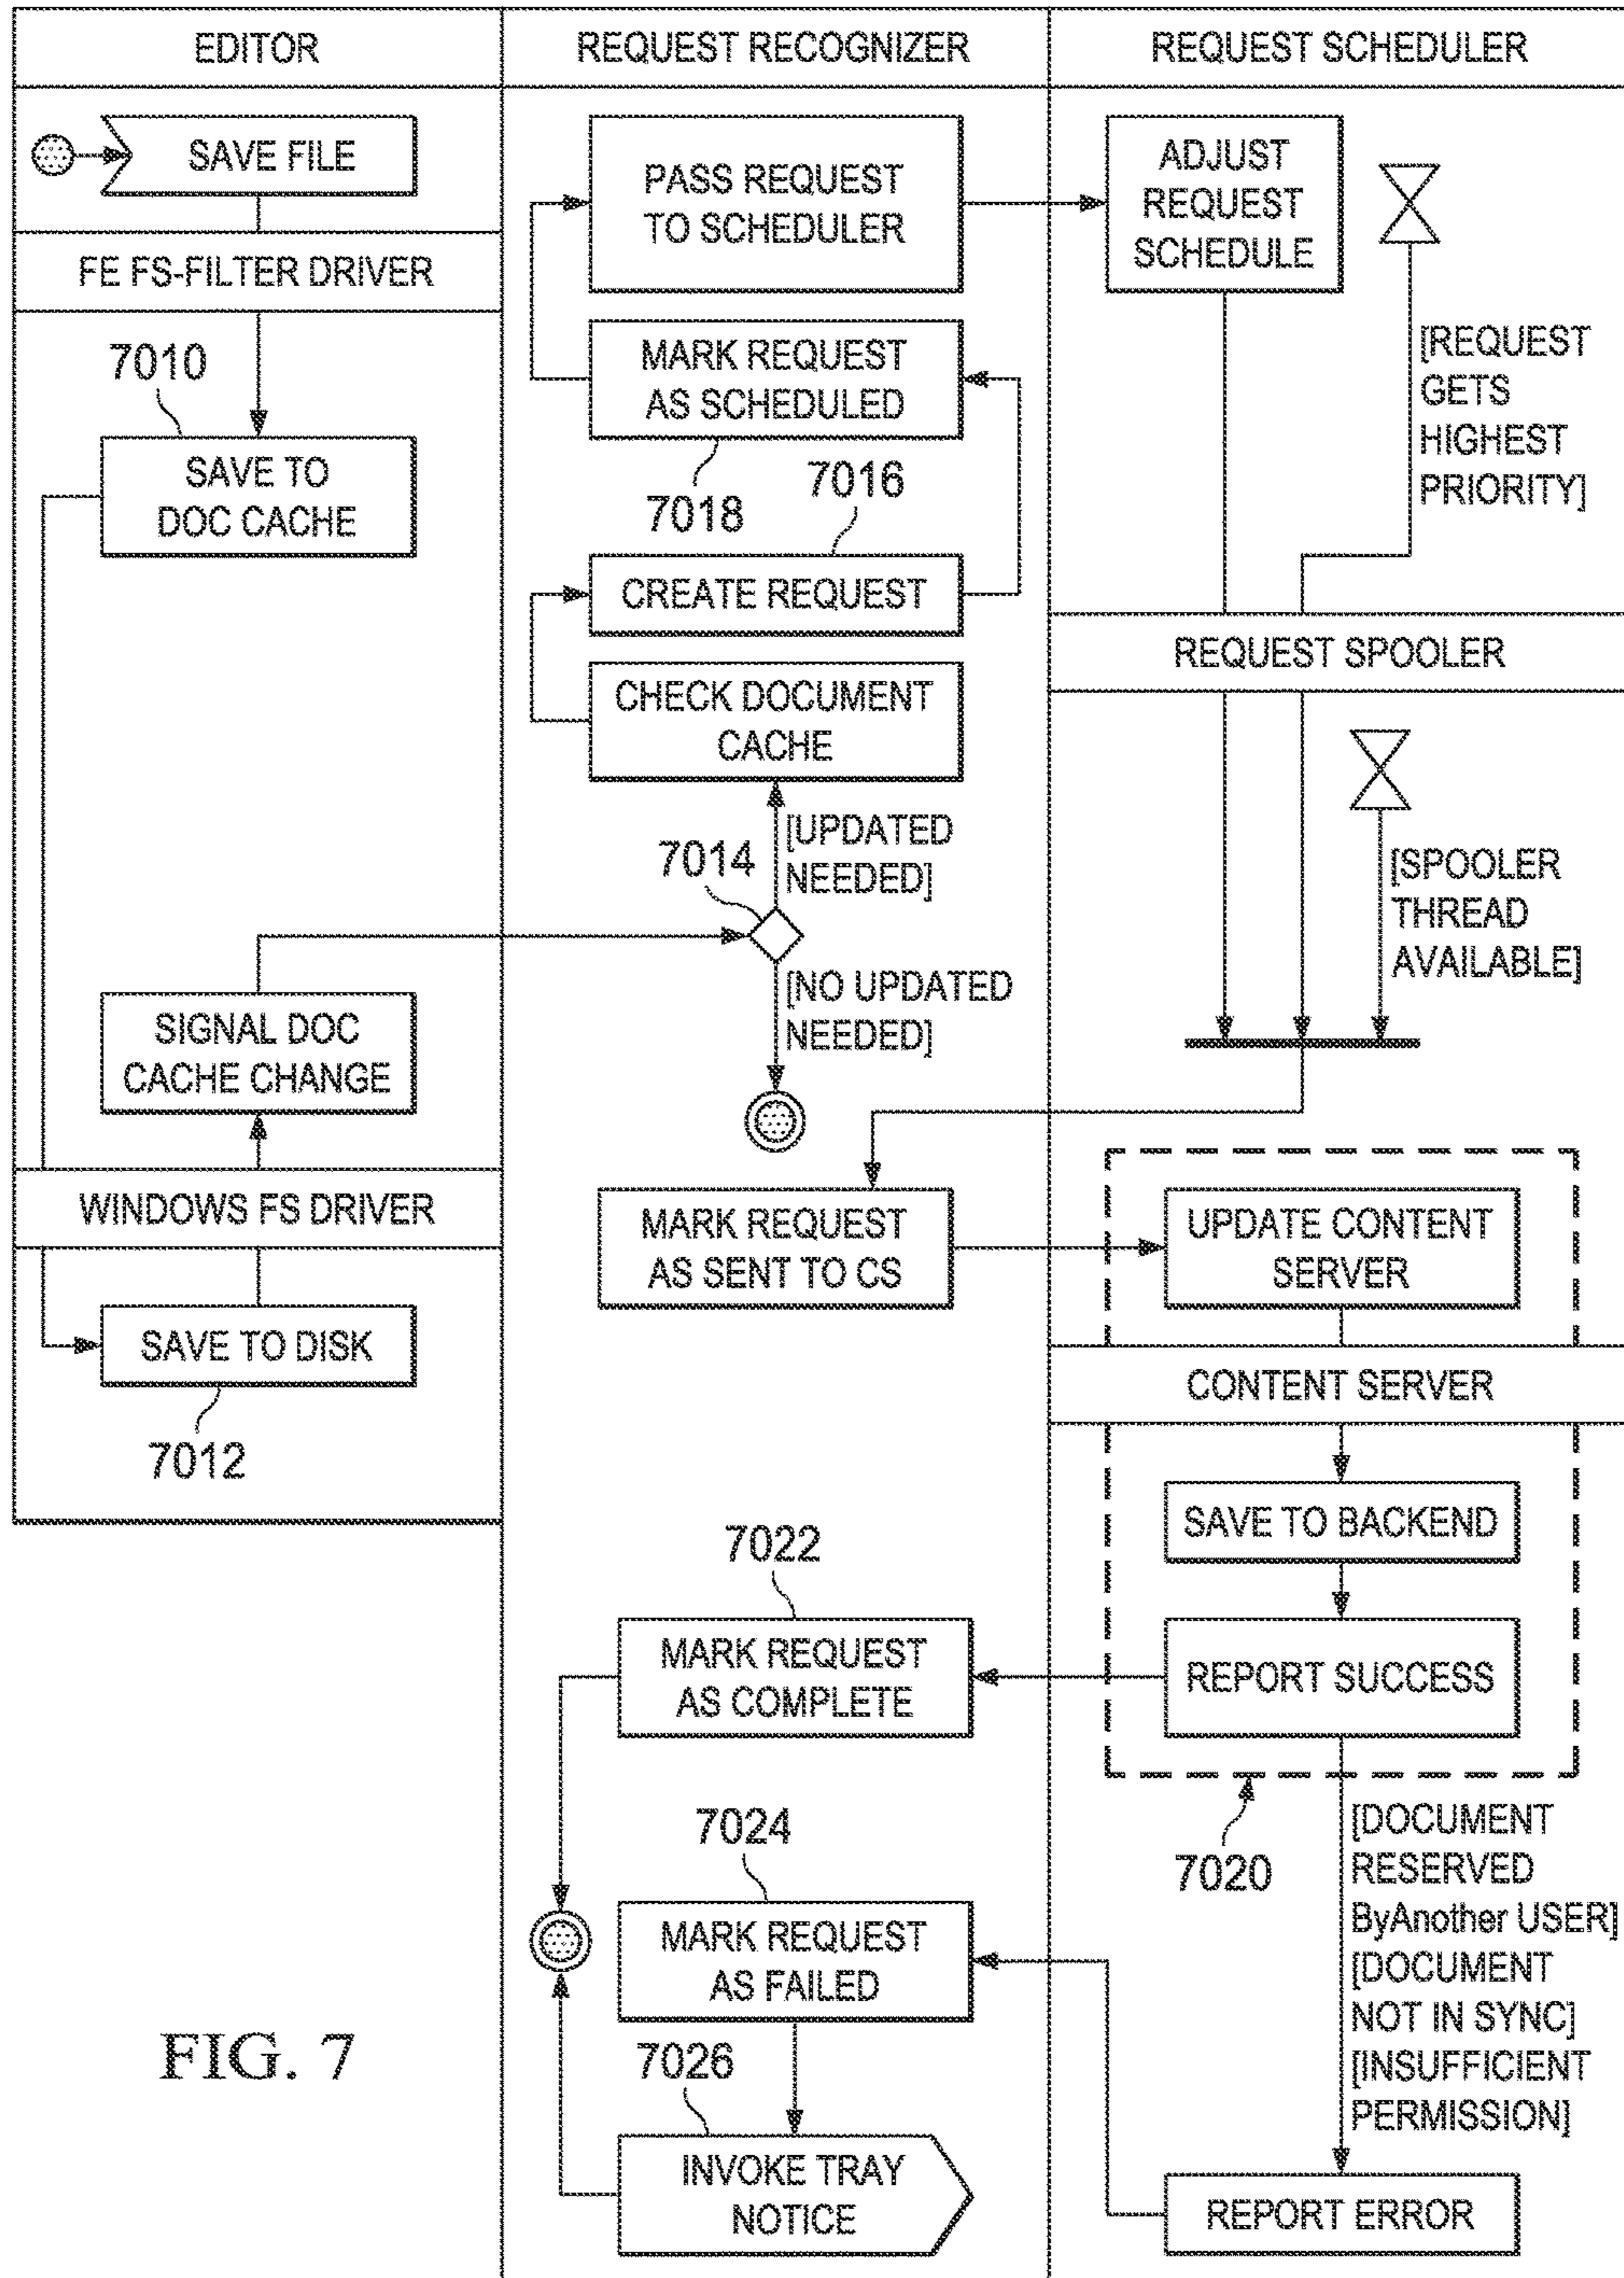 EDITOR
REQUEST RECOGNIZER
REQUEST SCHEDULER
SAVE FILE
FE FS-FILTER DRIVER
7010
SAVE TO
DOC CACHE
SIGNAL DOC
CACHE CHANGE
WINDOWS FS DRIVER
SAVE TO DISK
7012
PASS REQUEST
TO SCHEDULER
MARK REQUEST
AS SCHEDULED
7018
7016
CREATE REQUEST
CHECK DOCUMENT
CACHE
[UPDATED
NEEDED]
7014
[NO UPDATED
NEEDED]
MARK REQUEST
AS SENT TO CS
7022
MARK REQUEST
AS COMPLETE
7024
MARK REQUEST
AS FAILED
7026
INVOKE TRAY
NOTICE
ADJUST
REQUEST
SCHEDULE
[REQUEST
GETS
HIGHEST
PRIORITY]
REQUEST SPOOLER
[SPOOLER
THREAD
AVAILABLE]
UPDATE CONTENT
SERVER
CONTENT SERVER
SAVE TO BACKEND
REPORT SUCCESS
7020
[DOCUMENT
RESERVED
ByAnother USER]
[DOCUMENT
NOT IN SYNC]
[INSUFFICIENT
PERMISSION]
REPORT ERROR
FIG. 7